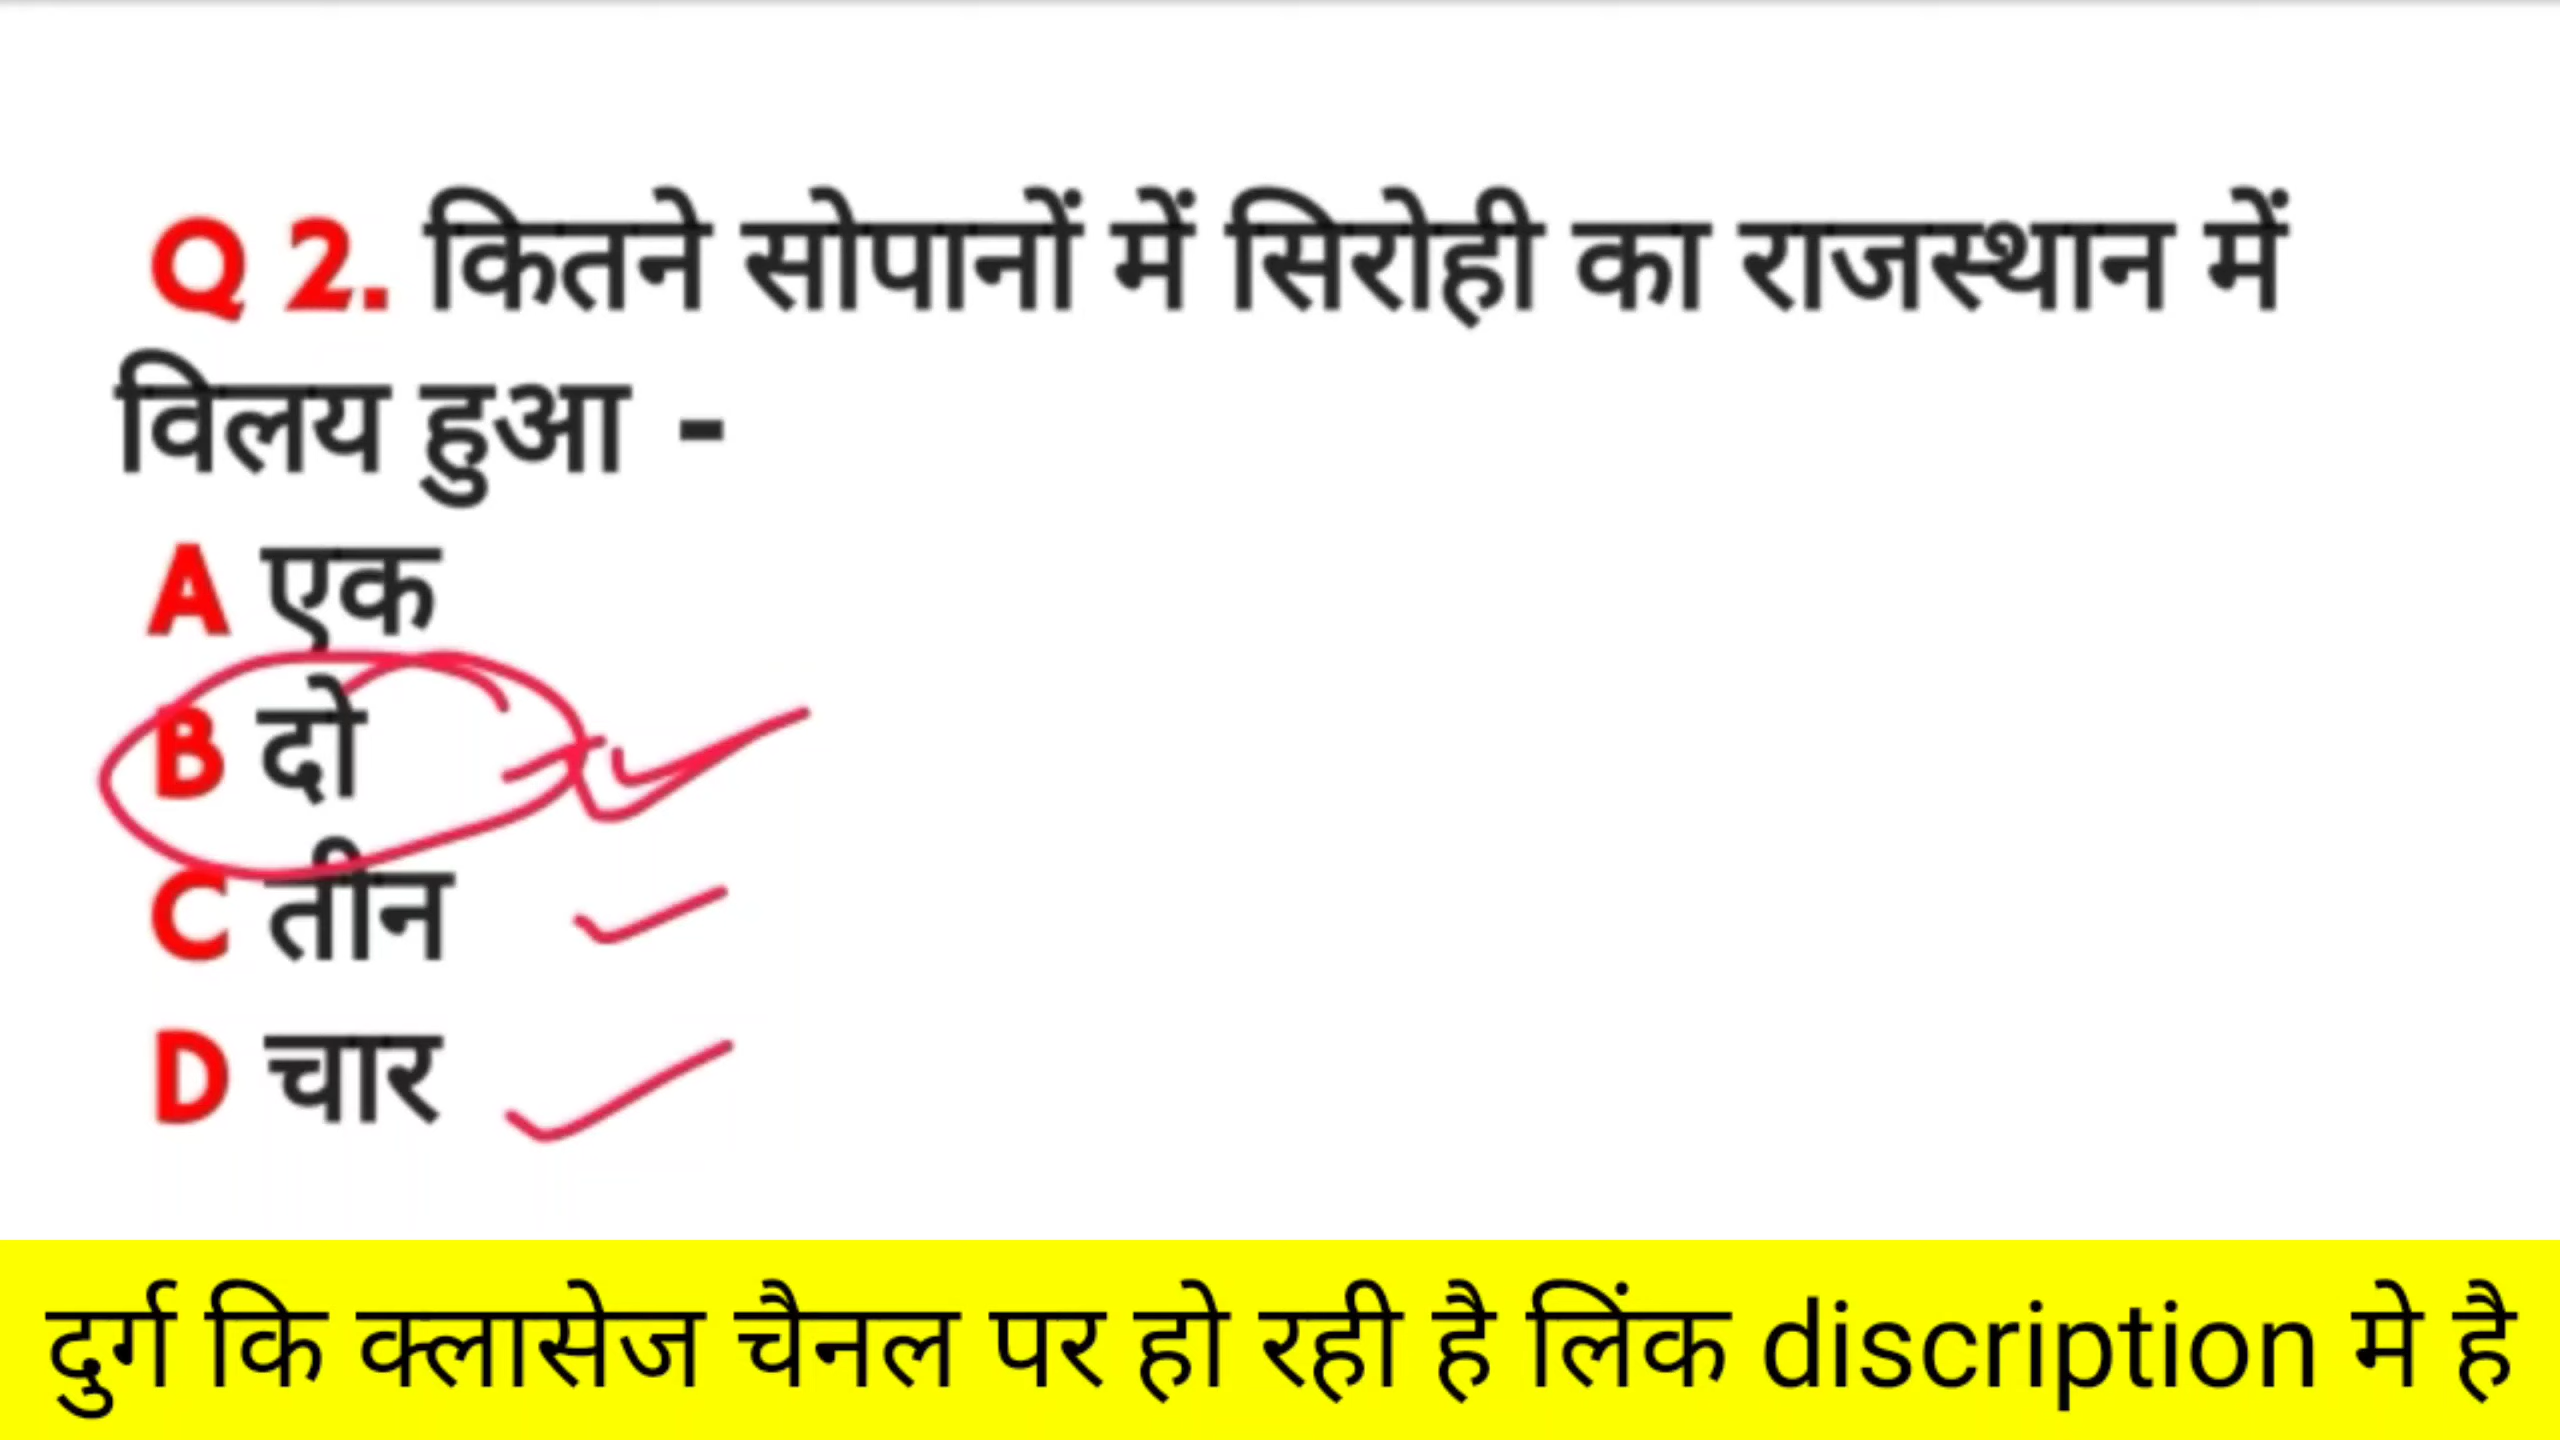 Q 2. कितने सोपानों में सिरोही का राजस्थान में
विलय हुआ -
A एक
B दो
C तीन
D चार
दुर्ग कि क्लासेज चैनल पर हो रही है लिंक discription मे है